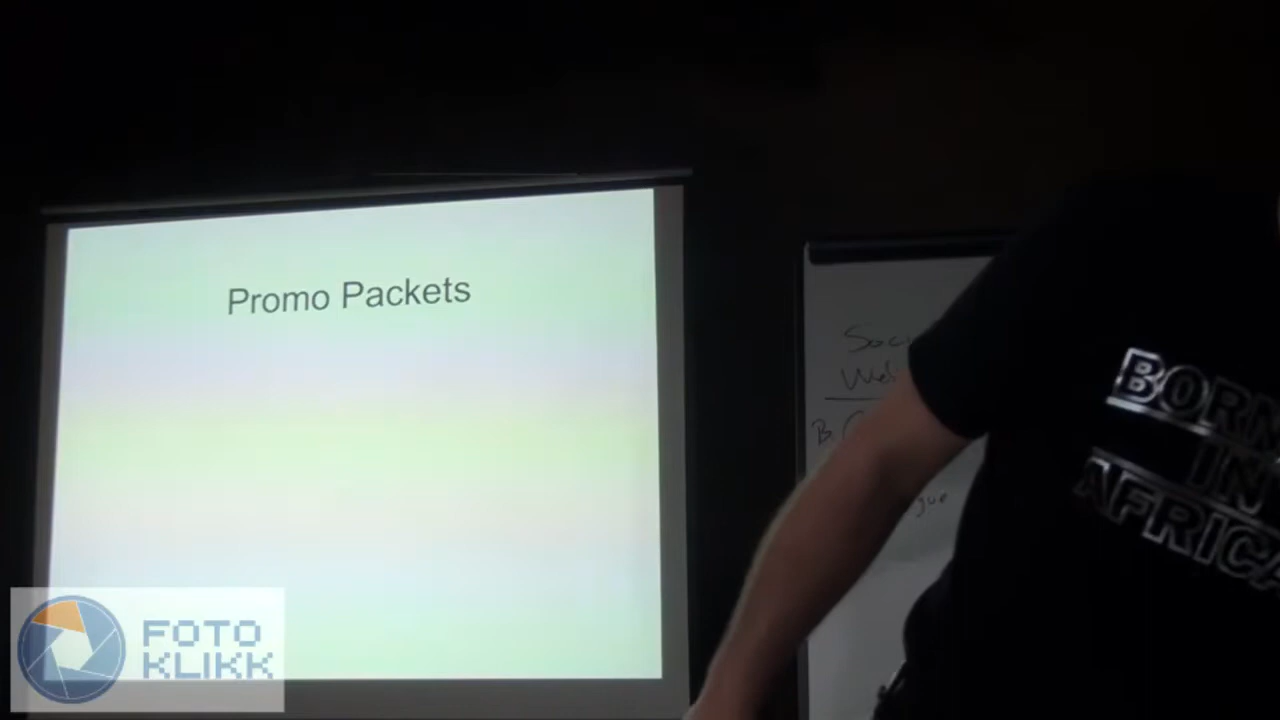 Promo Packets
BORN
IN
AFRICA
B.
FOTO
KLIKK